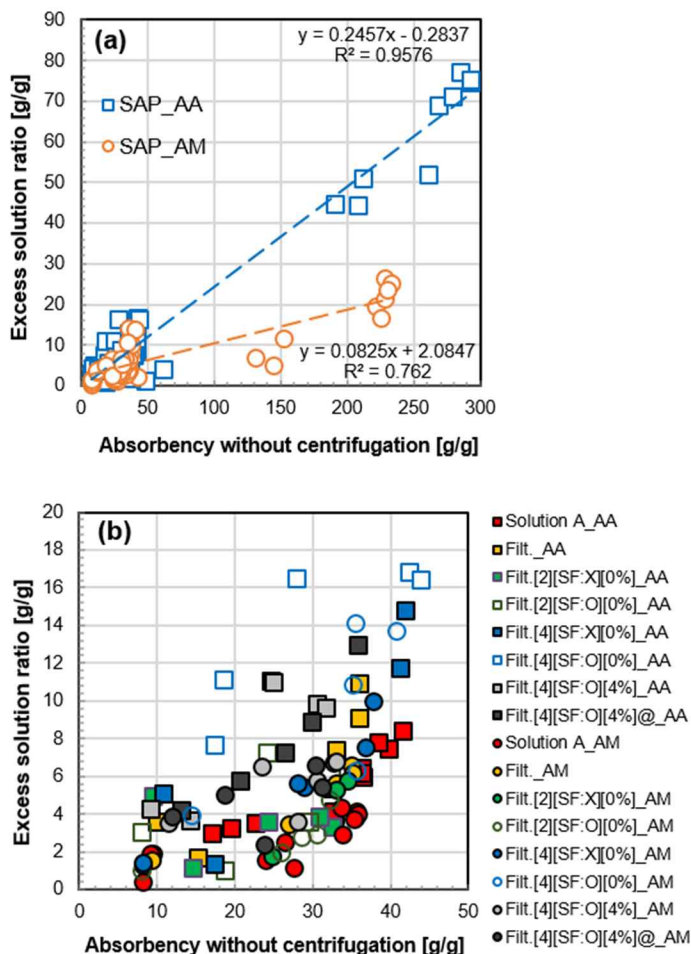 (a)
y = 0.2457x - 0.2837
R² = 0.9576
SAP_AA
SAP_AM
y = 0.0825x + 2.0847
R² = 0.762
90
80
70
60
50
40
30
20
10
0
0 50 100 150 200 250 300
Excess solution ratio [g/g]
Absorbency without centrifugation [g/g]
(b)
20
18
16
14
12
10
8
6
4
2
0
0 10 20 30 40 50
Excess solution ratio [g/g]
Absorbency without centrifugation [g/g]
Solution A_AA
Filt._AA
Filt.[2][SF:X][0%]_AA
Filt.[2][SF:O][0%]_AA
Filt.[4][SF:X][0%]_AA
Filt.[4][SF:O][0%]_AA
Filt.[4][SF:O][4%]_AA
Filt.[4][SF:O][4%]@_AA
Solution A_AM
Filt._AM
Filt.[2][SF:X][0%]_AM
Filt.[2][SF:O][0%]_AM
Filt.[4][SF:X][0%]_AM
Filt.[4][SF:O][0%]_AM
Filt.[4][SF:O][4%]_AM
Filt.[4][SF:O][4%]@_AM